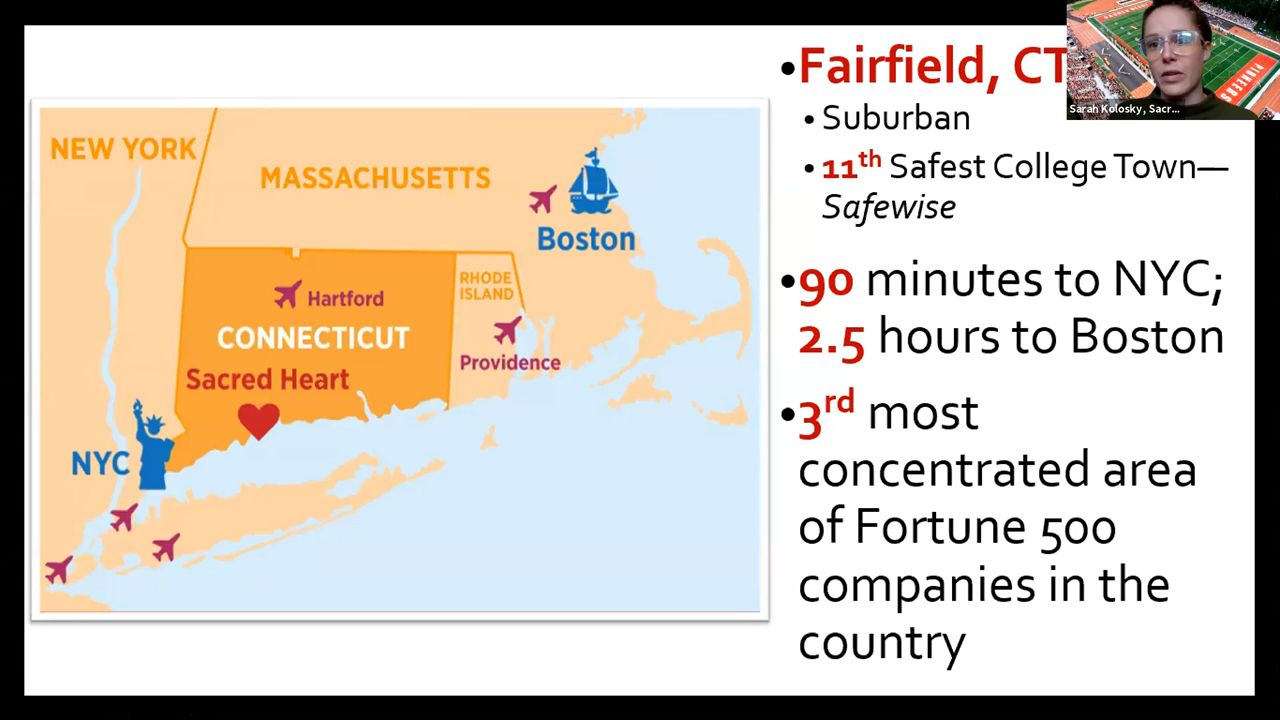 NEW YORK
MASSACHUSETTS
Boston
RHODE
ISLAND
Hartford
CONNECTICUT
Providence
Sacred Heart
NYC
•Fairfield, CT
• Suburban
• 11th Safest College Town—
Safewise
•90 minutes to NYC;
2.5 hours to Boston
•3rd most
concentrated area
of Fortune 500
companies in the
country
PIONEERS
Sarah Kolosky, Sacr...